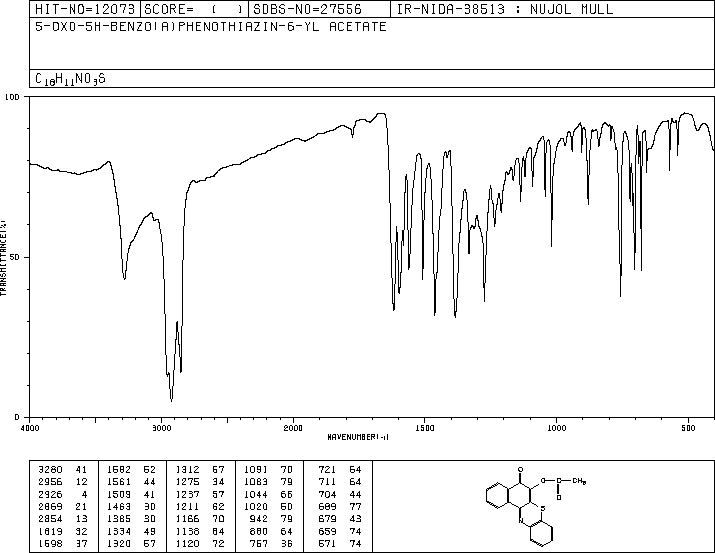 HIT-NO=12073 SCORE= ( ) SDBS-NO=27556 IR-NIDA-38513 : NUJOL MULL
5-OXO-5H-BENZO(A)PHENOTHIAZIN-6-YL ACETATE
C18H11NO3S
100
50
0
TRANSMITTANCE(%)
4000 3000 2000 1500 1000 500
WAVENUMBER(-1)
3280 41 1582 62 1312 67 1091 70 721 64
2956 12 1561 44 1275 34 1083 79 711 64
2926 4 1509 41 1237 57 1044 66 704 44
2869 21 1463 30 1211 62 1020 50 689 77
2854 13 1385 30 1166 70 942 79 679 43
1619 32 1334 49 1138 84 880 64 659 74
1598 37 1320 57 1120 72 757 36 571 74
O
O C CH3
O
S
N